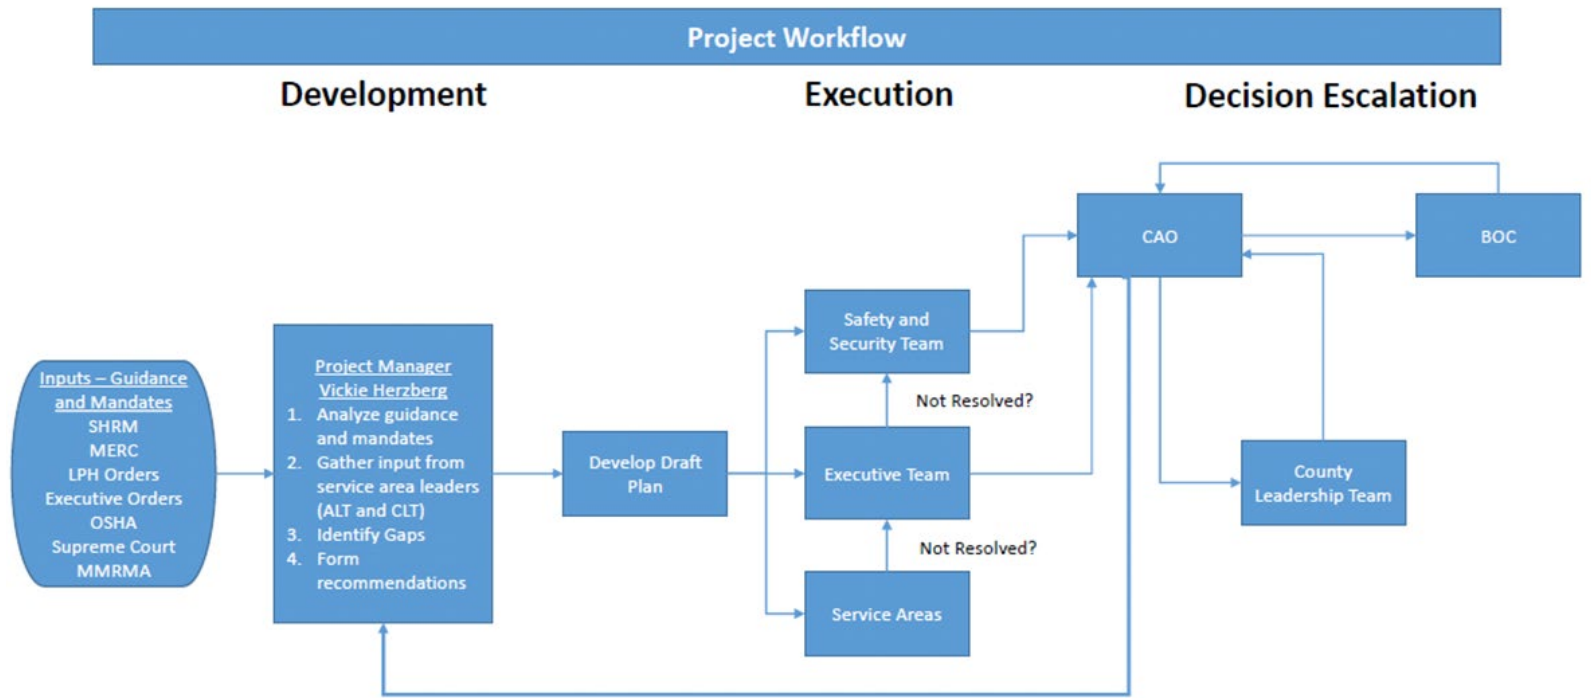 Project Workflow
Development
Execution
Decision Escalation
Inputs – Guidance
and Mandates
SHRM
MERC
LPH Orders
Executive Orders
OSHA
Supreme Court
MMRMA
Project Manager
Vickie Herzberg
1. Analyze guidance
and mandates
2. Gather input from
service area leaders
(ALT and CLT)
3. Identify Gaps
4. Form
recommendations
Develop Draft
Plan
Safety and
Security Team
Not Resolved?
Executive Team
Not Resolved?
Service Areas
CAO
BOC
County
Leadership Team